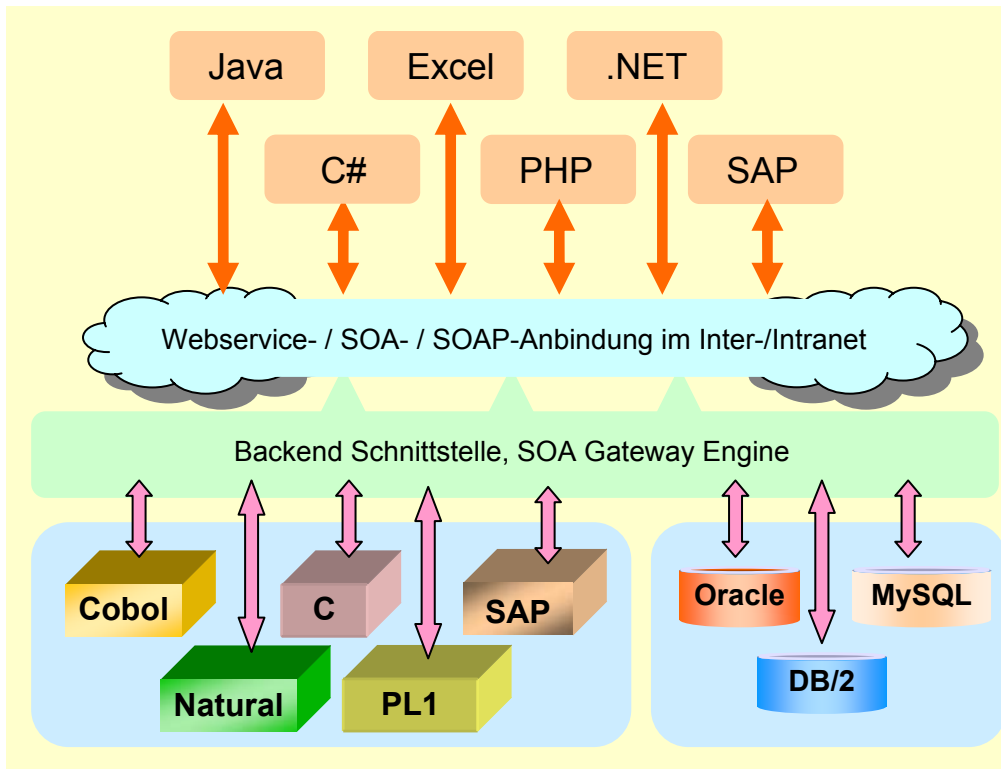 Java
Excel
.NET
C#
PHP
SAP
Webservice- / SOA- / SOAP-Anbindung im Inter-/Intranet
Backend Schnittstelle, SOA Gateway Engine
Cobol
C
SAP
Natural
PL1
Oracle
MySQL
DB/2